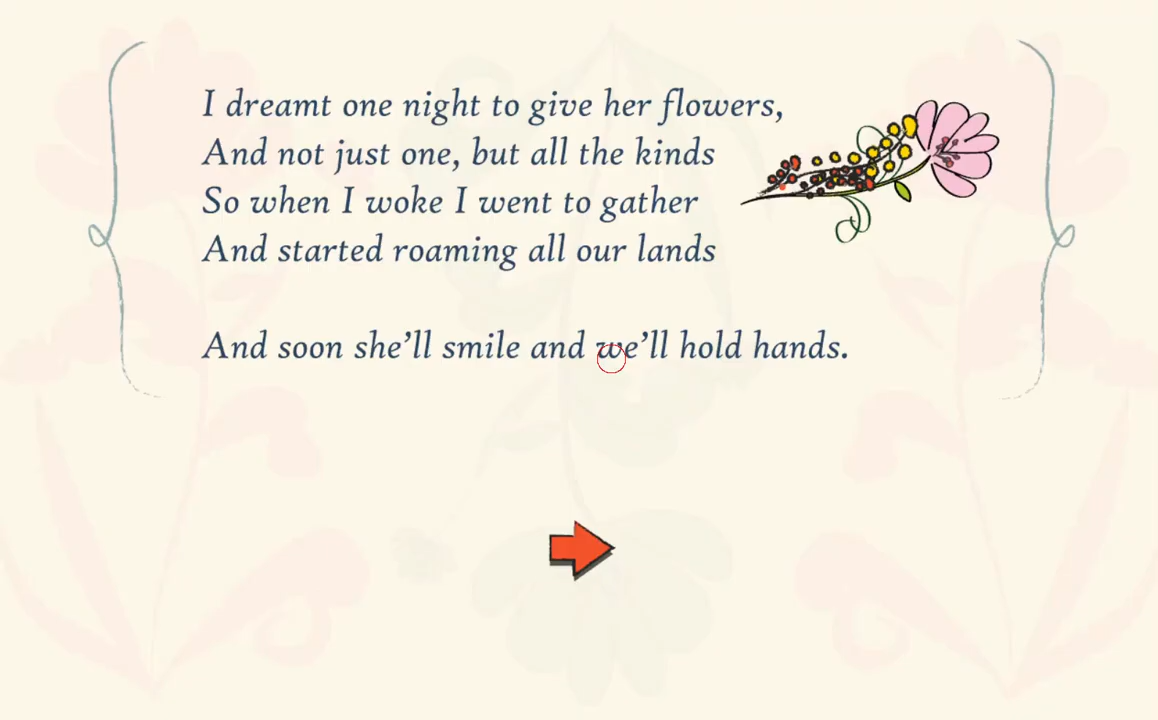 I dreamt one night to give her flowers,
And not just one, but all the kinds
So when I woke I went to gather
And started roaming all our lands
And soon she’ll smile and we’ll hold hands.